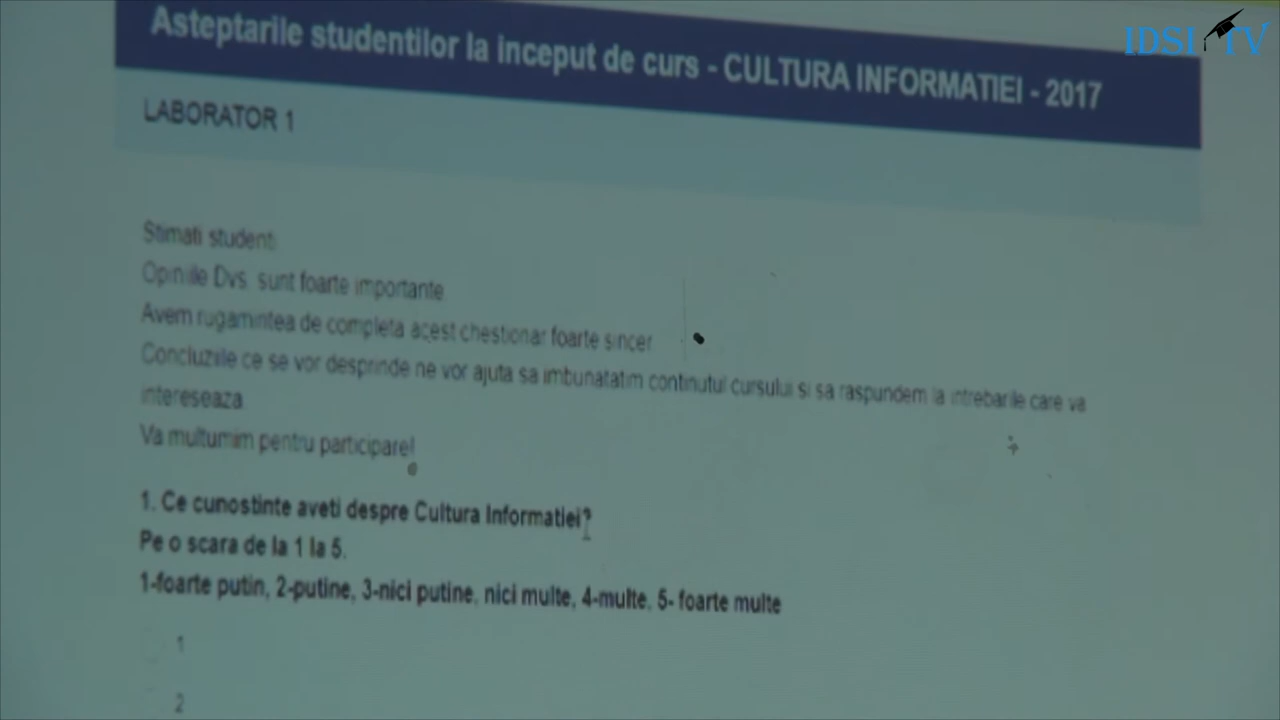 IDSI TV
Asteptarile studentilor la inceput de curs - CULTURA INFORMATIEI - 2017
LABORATOR 1
Stimati studenti
Opiniile Dvs. sunt foarte importante
Avem rugamintea de completa acest chestionar foarte sincer
Concluziile ce se vor desprinde ne vor ajuta sa imbunatatim continutul cursului si sa raspundem la intrebarile care va
intereseaza
Va multumim pentru participare!
1. Ce cunostinte aveti despre Cultura Informatiei?
Pe o scara de la 1 la 5.
1-foarte putin, 2-putine, 3-nici putine, nici multe, 4-multe, 5- foarte multe
1
2